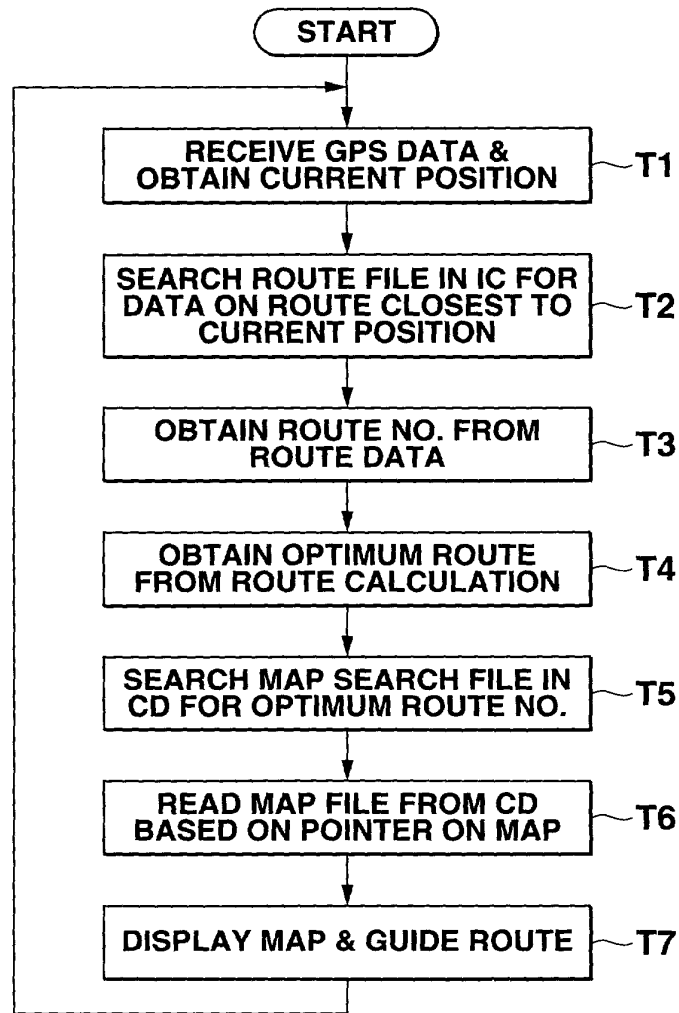 START
RECEIVE GPS DATA &
OBTAIN CURRENT POSITION
T1
SEARCH ROUTE FILE IN IC FOR
DATA ON ROUTE CLOSEST TO
CURRENT POSITION
T2
OBTAIN ROUTE NO. FROM
ROUTE DATA
T3
OBTAIN OPTIMUM ROUTE
FROM ROUTE CALCULATION
T4
SEARCH MAP SEARCH FILE IN
CD FOR OPTIMUM ROUTE NO.
T5
READ MAP FILE FROM CD
BASED ON POINTER ON MAP
T6
DISPLAY MAP & GUIDE ROUTE
T7